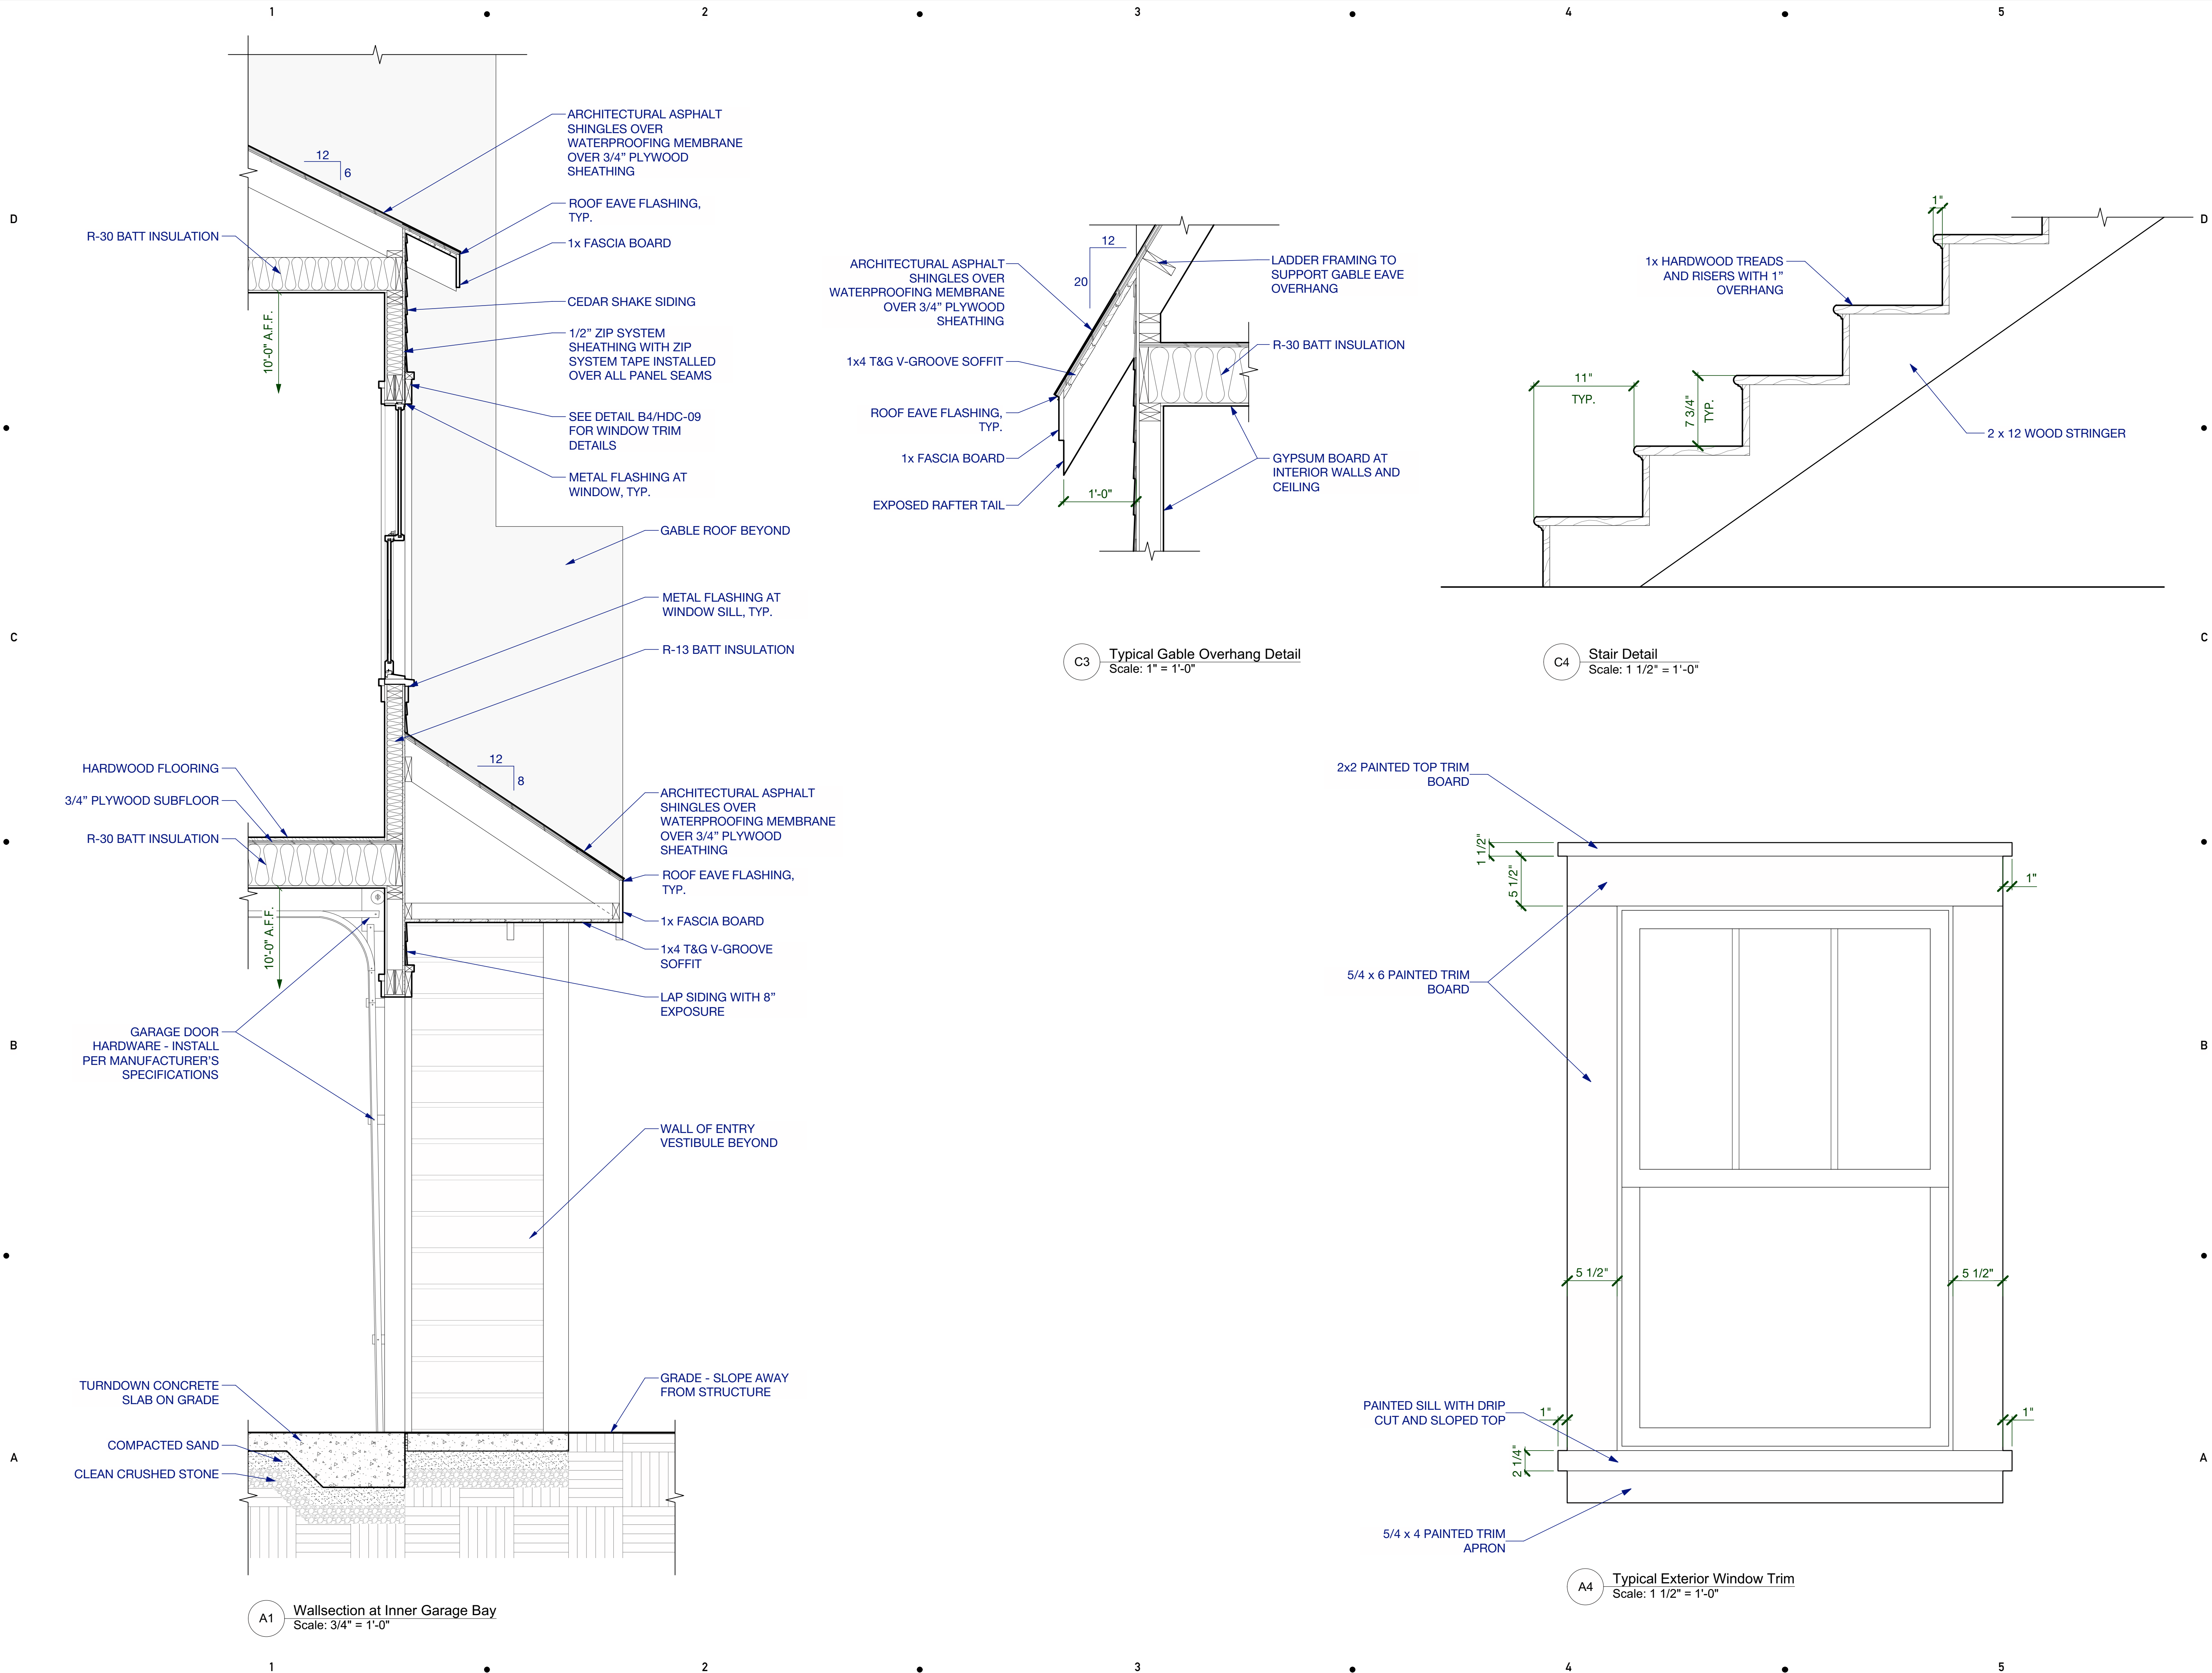 1
2
3
4
5
D
D
C
C
B
B
A
A
12
6
ARCHITECTURAL ASPHALT
SHINGLES OVER
WATERPROOFING MEMBRANE
OVER 3/4” PLYWOOD
SHEATHING
ROOF EAVE FLASHING,
TYP.
1x FASCIA BOARD
R-30 BATT INSULATION
10'-0" A.F.F.
CEDAR SHAKE SIDING
1/2” ZIP SYSTEM
SHEATHING WITH ZIP
SYSTEM TAPE INSTALLED
OVER ALL PANEL SEAMS
SEE DETAIL B4/HDC-09
FOR WINDOW TRIM
DETAILS
METAL FLASHING AT
WINDOW, TYP.
GABLE ROOF BEYOND
METAL FLASHING AT
WINDOW SILL, TYP.
R-13 BATT INSULATION
12
8
HARDWOOD FLOORING
3/4” PLYWOOD SUBFLOOR
R-30 BATT INSULATION
10'-0" A.F.F.
ARCHITECTURAL ASPHALT
SHINGLES OVER
WATERPROOFING MEMBRANE
OVER 3/4” PLYWOOD
SHEATHING
ROOF EAVE FLASHING,
TYP.
1x FASCIA BOARD
1x4 T&G V-GROOVE
SOFFIT
LAP SIDING WITH 8”
EXPOSURE
GARAGE DOOR
HARDWARE - INSTALL
PER MANUFACTURER’S
SPECIFICATIONS
WALL OF ENTRY
VESTIBULE BEYOND
GRADE - SLOPE AWAY
FROM STRUCTURE
TURNDOWN CONCRETE
SLAB ON GRADE
COMPACTED SAND
CLEAN CRUSHED STONE
A1
Wallsection at Inner Garage Bay
Scale: 3/4" = 1'-0"
12
20
ARCHITECTURAL ASPHALT
SHINGLES OVER
WATERPROOFING MEMBRANE
OVER 3/4” PLYWOOD
SHEATHING
1x4 T&G V-GROOVE SOFFIT
ROOF EAVE FLASHING,
TYP.
1x FASCIA BOARD
EXPOSED RAFTER TAIL
1'-0"
LADDER FRAMING TO
SUPPORT GABLE EAVE
OVERHANG
R-30 BATT INSULATION
GYPSUM BOARD AT
INTERIOR WALLS AND
CEILING
C3
Typical Gable Overhang Detail
Scale: 1" = 1'-0"
1"
1x HARDWOOD TREADS
AND RISERS WITH 1”
OVERHANG
11"
TYP.
7 3/4"
TYP.
2 x 12 WOOD STRINGER
C4
Stair Detail
Scale: 1 1/2" = 1'-0"
2x2 PAINTED TOP TRIM
BOARD
1 1/2"
5 1/2"
1"
5/4 x 6 PAINTED TRIM
BOARD
5 1/2"
5 1/2"
PAINTED SILL WITH DRIP
CUT AND SLOPED TOP
1"
1"
2 1/4"
5/4 x 4 PAINTED TRIM
APRON
A4
Typical Exterior Window Trim
Scale: 1 1/2" = 1'-0"
1
2
3
4
5